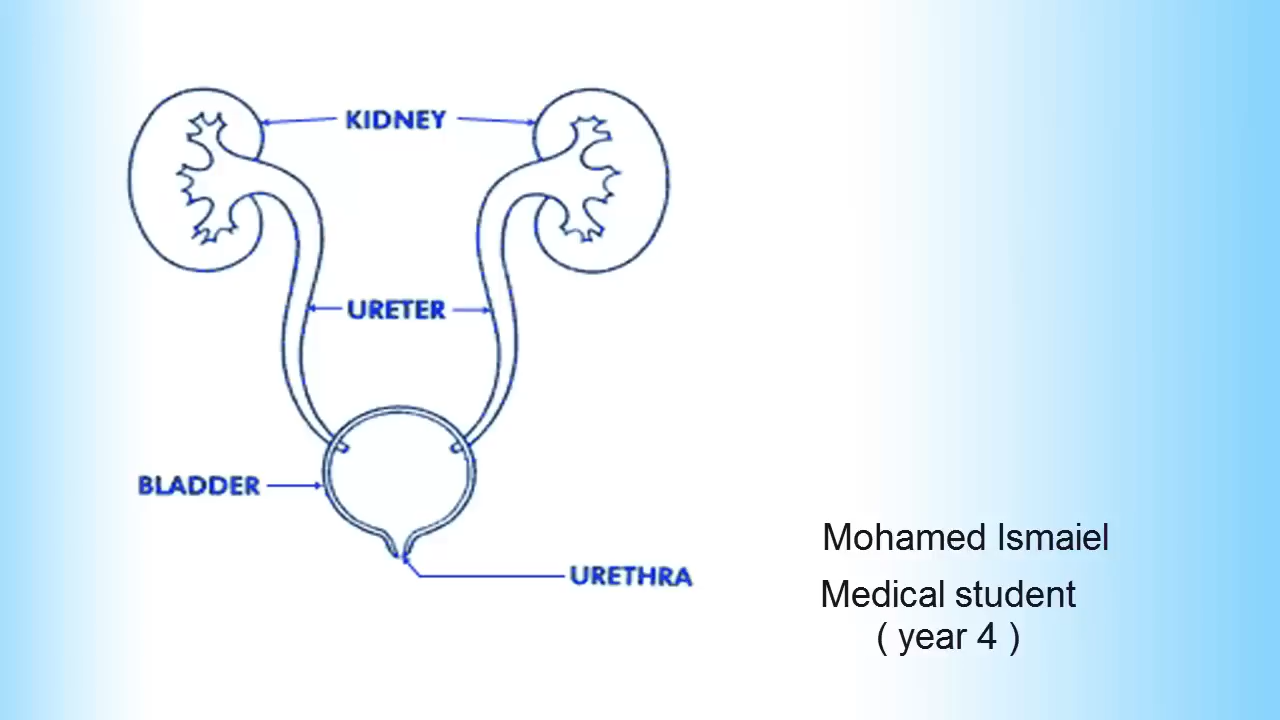 KIDNEY
URETER
BLADDER
URETHRA
Mohamed Ismaiel
Medical student
( year 4 )